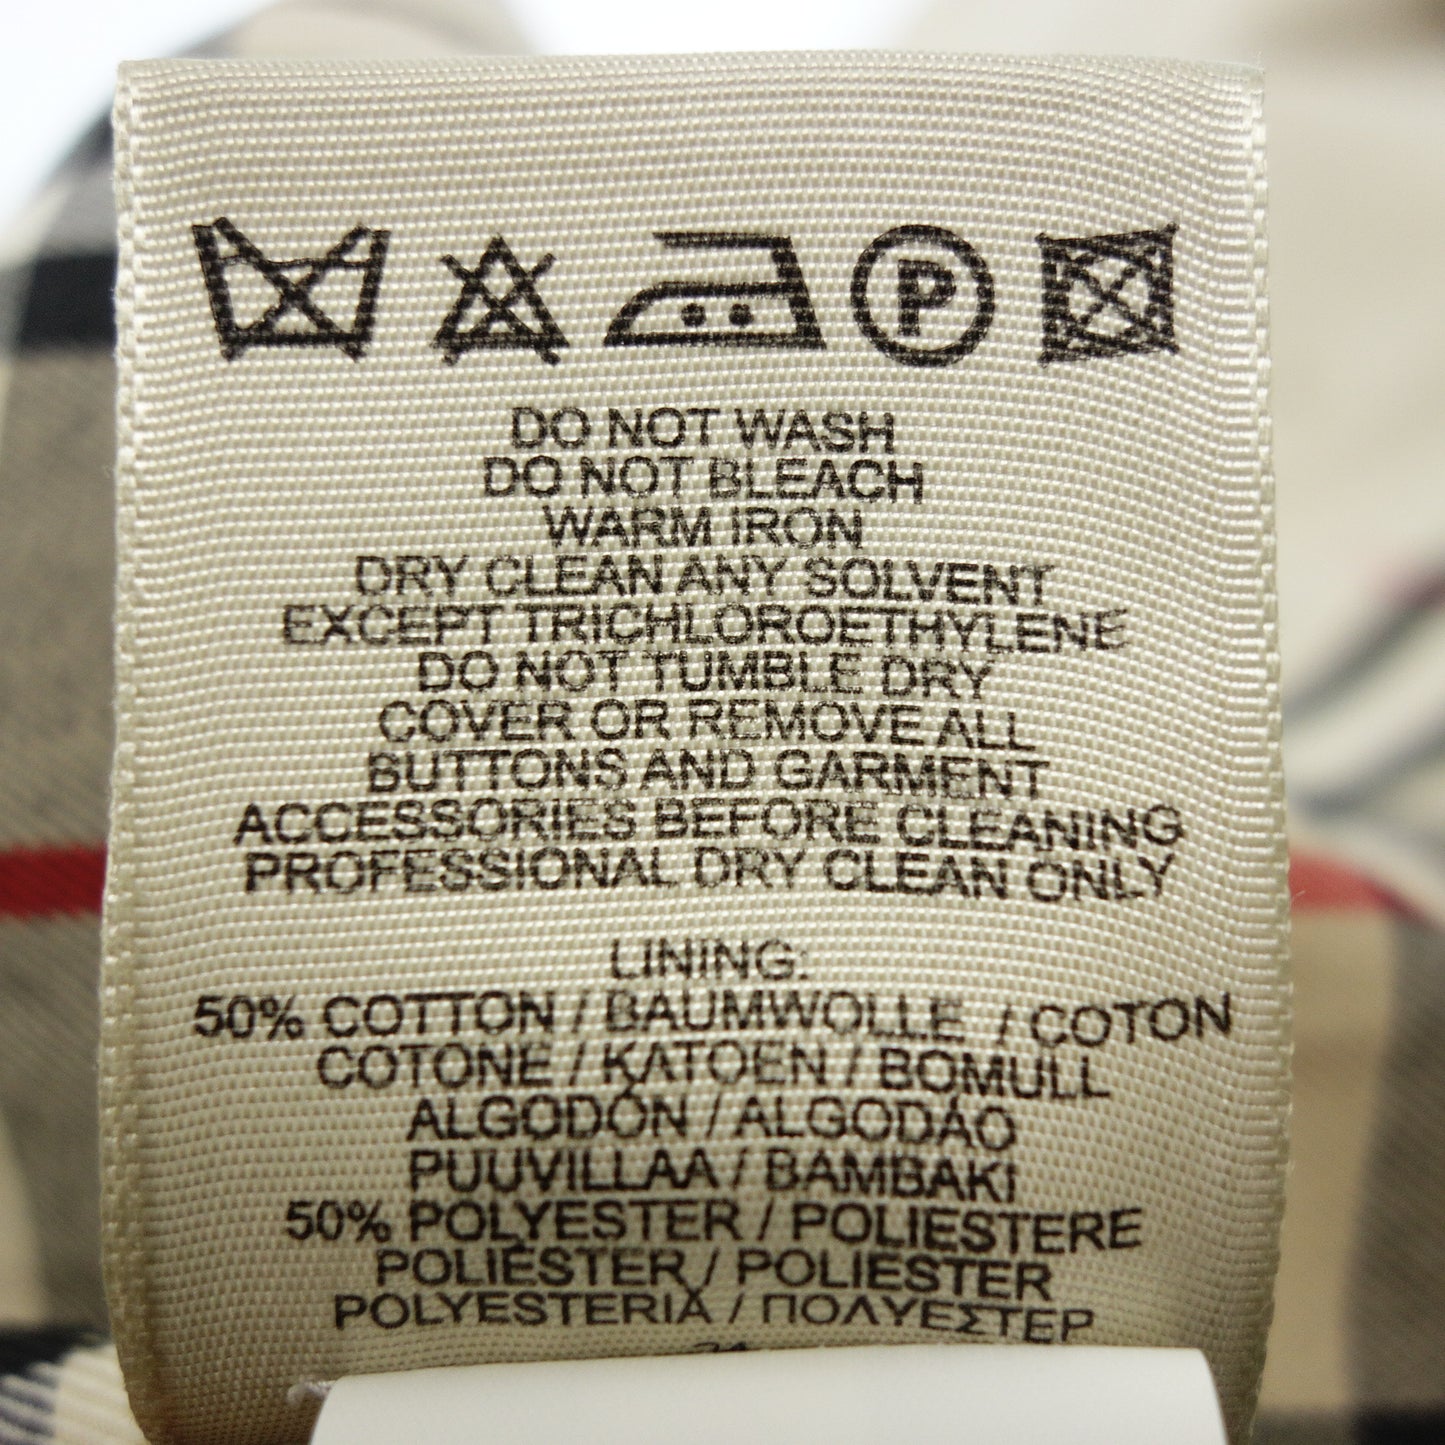 P
DO NOT WASH
DO NOT BLEACH
WARM IRON
DRY CLEAN ANY SOLVENT
EXCEPT TRICHLOROETHYLENE
DO NOT TUMBLE DRY
COVER OR REMOVE ALL
BUTTONS AND GARMENT
ACCESSORIES BEFORE CLEANING
PROFESSIONAL DRY CLEAN ONLY
LINING:
50% COTTON / BAUMWOLLE / COTON
COTONE / KATOEN / BOMULL
ALGODÓN / ALGODÁO
PUUVILLAA / BAMBAKI
50% POLYESTER / POLIESTERE
POLIÉSTER / POLIESTER
POLYESTERIA / ΠΟΛΥΕΣΤΕΡ